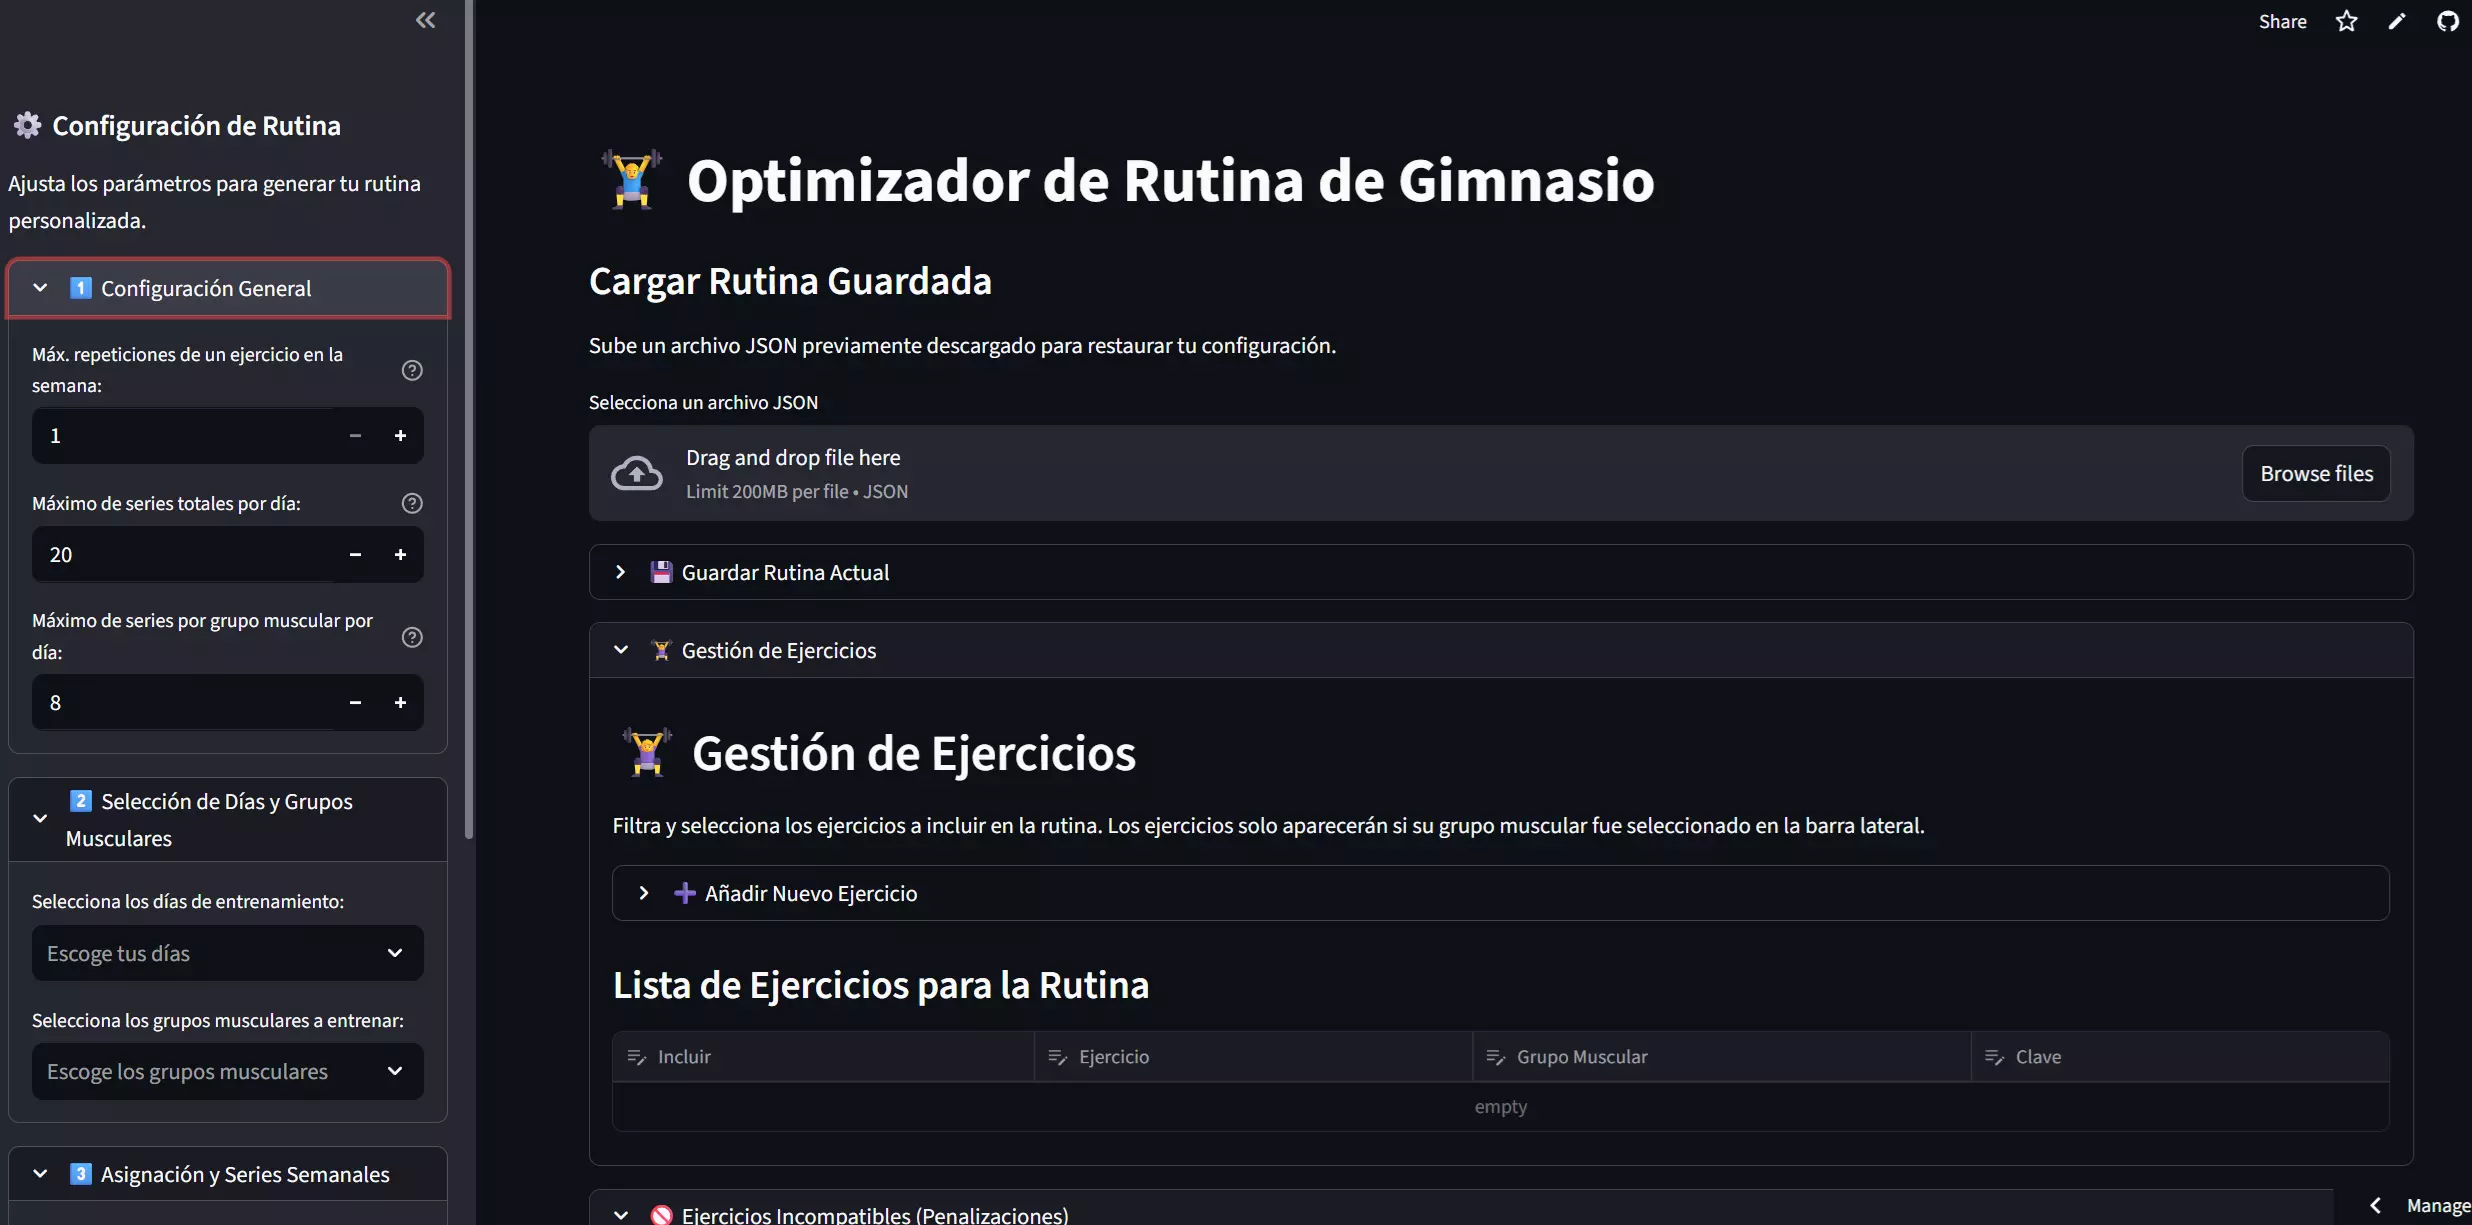 Configuración de Rutina
Ajusta los parámetros para generar tu rutina
personalizada.
1 Configuración General
Máx. repeticiones de un ejercicio en la
semana:
1
Máximo de series totales por día:
20
Máximo de series por grupo muscular por
día:
8
2 Selección de Días y Grupos
Musculares
Selecciona los días de entrenamiento:
Escoge tus días
Selecciona los grupos musculares a entrenar:
Escoge los grupos musculares
3 Asignación y Series Semanales
Share
Optimizador de Rutina de Gimnasio
Cargar Rutina Guardada
Sube un archivo JSON previamente descargado para restaurar tu configuración.
Selecciona un archivo JSON
Drag and drop file here
Limit 200MB per file • JSON
Browse files
Guardar Rutina Actual
Gestión de Ejercicios
Gestión de Ejercicios
Filtra y selecciona los ejercicios a incluir en la rutina. Los ejercicios solo aparecerán si su grupo muscular fue seleccionado en la barra lateral.
Añadir Nuevo Ejercicio
Lista de Ejercicios para la Rutina
Incluir Ejercicio Grupo Muscular Clave
empty
Ejercicios Incompatibles (Penalizaciones)
Manage